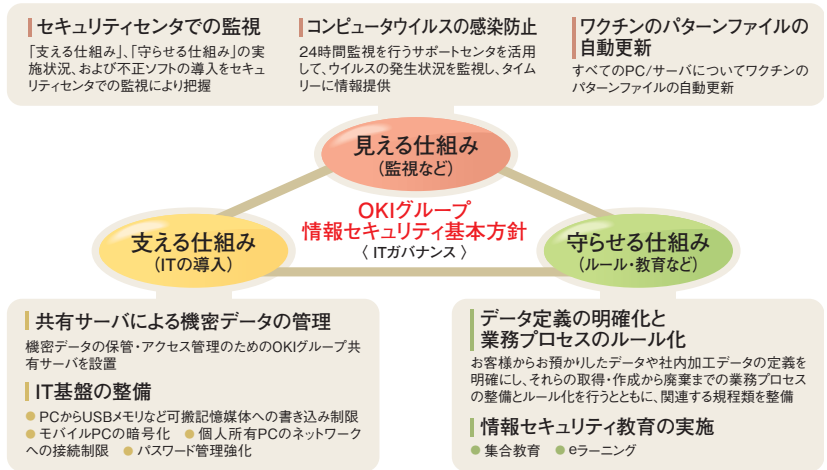 セキュリティセンタでの監視
「支える仕組み」、「守らせる仕組み」の実
施状況、および不正ソフトの導入をセキュ
リティセンタでの監視により把握
コンピュータウイルスの感染防止
24時間監視を行うサポートセンタを活用
して、ウイルスの発生状況を監視し、タイム
リーに情報提供
ワクチンのパターンファイルの
自動更新
すべてのPC/サーバについてワクチンの
パターンファイルの自動更新
見える仕組み
(監視など)
OKIグループ
情報セキュリティ基本方針
〈 ITガバナンス 〉
支える仕組み
(ITの導入)
守らせる仕組み
(ルール・教育など)
共有サーバによる機密データの管理
機密データの保管・アクセス管理のためのOKIグループ共
有サーバを設置
IT基盤の整備
● PCからUSBメモリなど可搬記憶媒体への書き込み制限
● モバイルPCの暗号化 ● 個人所有PCのネットワーク
への接続制限 ● パスワード管理強化
データ定義の明確化と
業務プロセスのルール化
お客様からお預かりしたデータや社内加工データの定義を
明確にし、それらの取得・作成から廃棄までの業務プロセス
の整備とルール化を行うとともに、関連する規程類を整備
情報セキュリティ教育の実施
● 集合教育 ● eラーニング